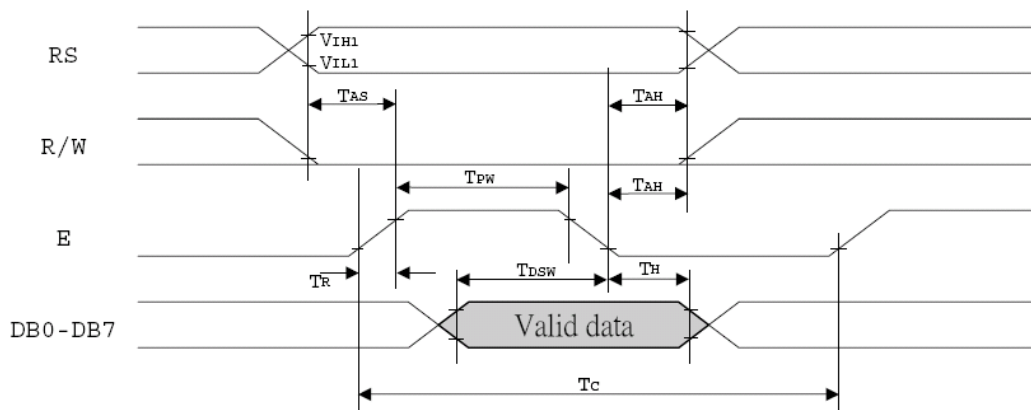 RS
VIH1
VIL1
TAS
TAH
R/W
TPW
TAH
E
TR
TDSW
TH
DB0-DB7
Valid data
TC